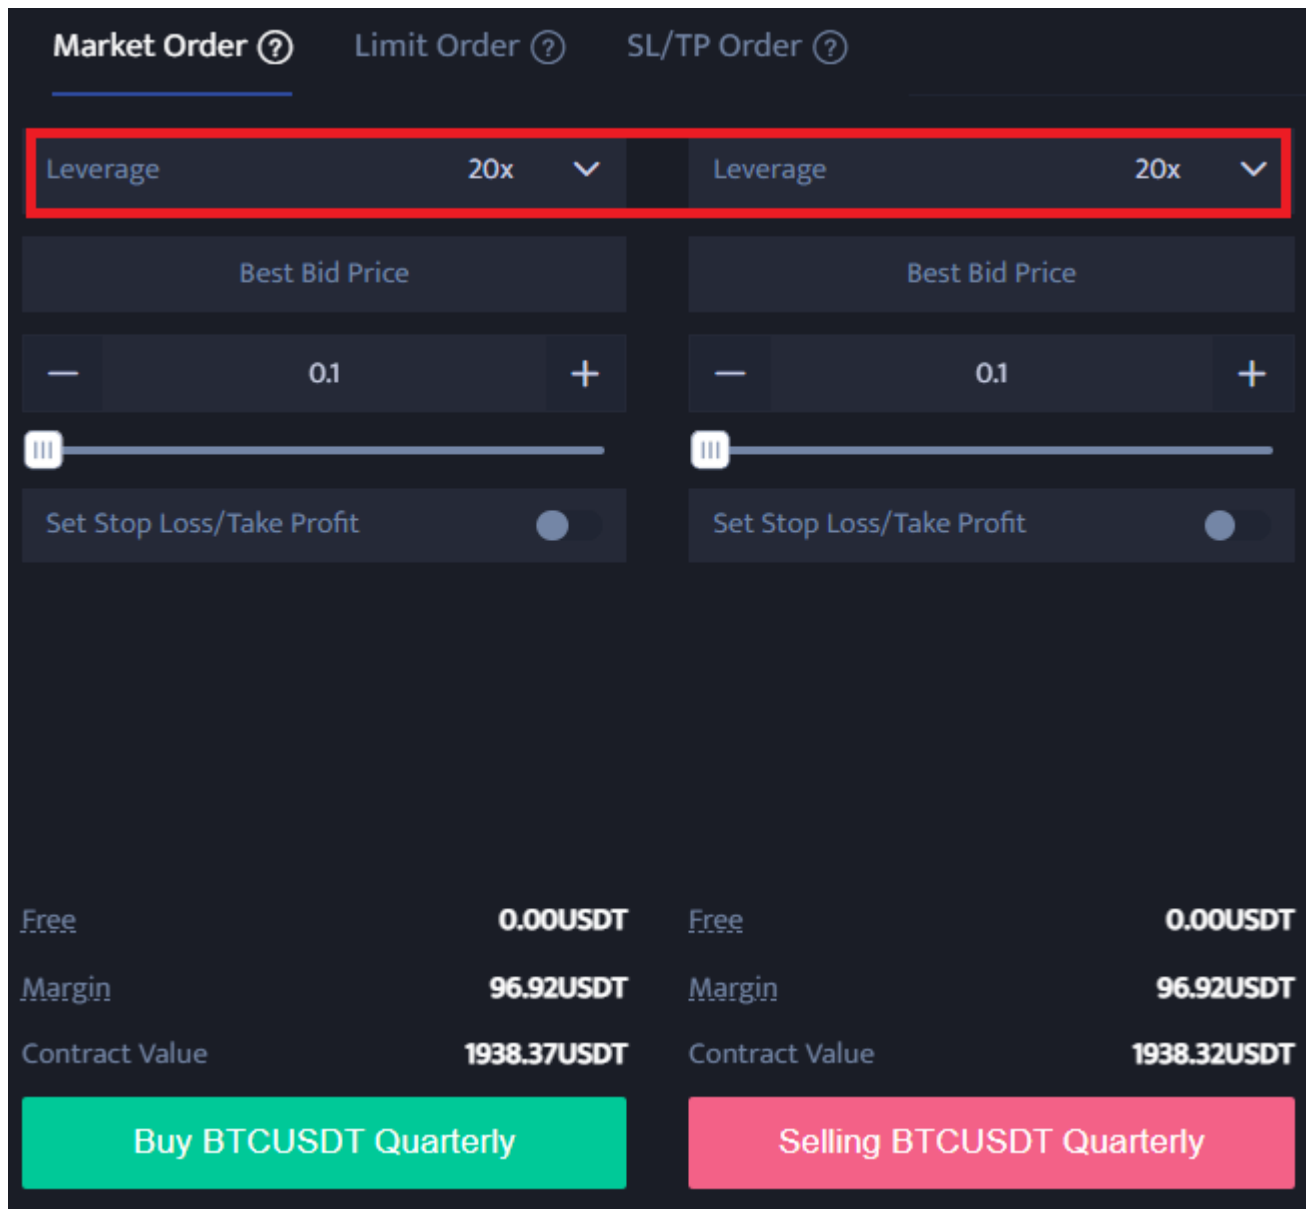 Market Order ? Limit Order ? SL/TP Order ?
Leverage 20x Leverage 20x
Best Bid Price Best Bid Price
— 0.1 + — 0.1 +
Set Stop Loss/Take Profit Set Stop Loss/Take Profit
Free 0.00USDT Free 0.00USDT
Margin 96.92USDT Margin 96.92USDT
Contract Value 1938.37USDT Contract Value 1938.32USDT
Buy BTCUSDT Quarterly Selling BTCUSDT Quarterly